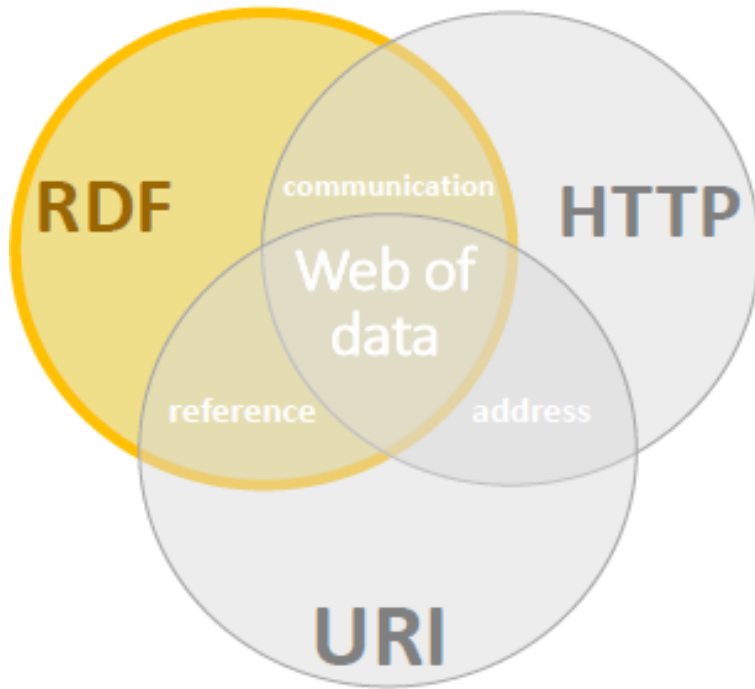 communication
RDF
HTTP
Web of
data
reference
address
URI